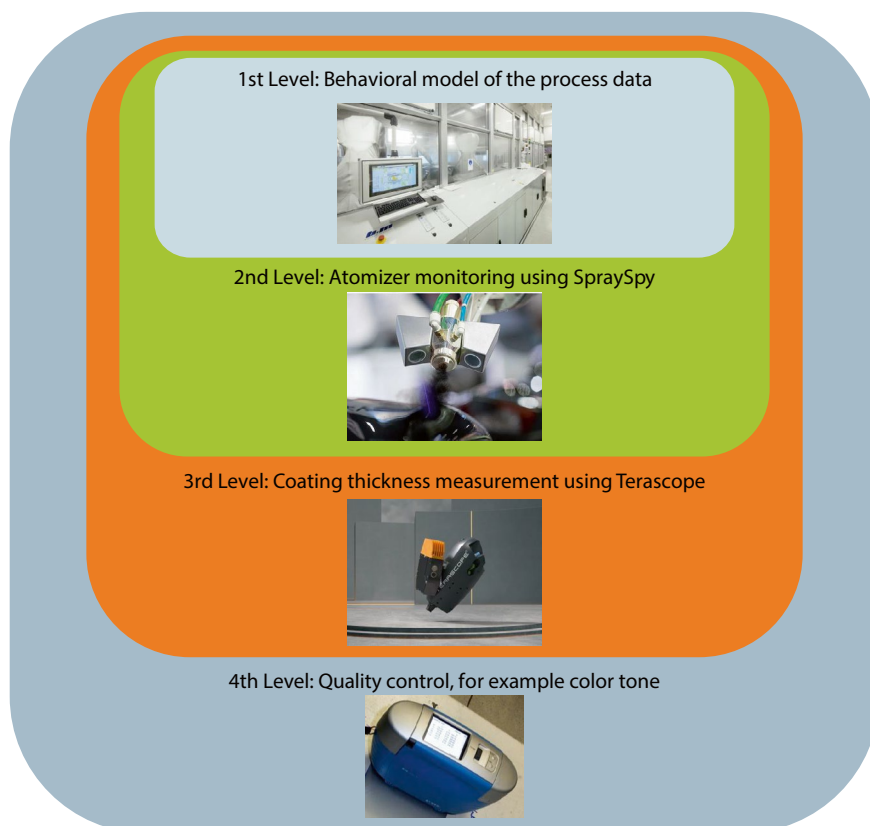 1st Level: Behavioral model of the process data
2nd Level: Atomizer monitoring using SpraySpy
3rd Level: Coating thickness measurement using Terascope
4th Level: Quality control, for example color tone